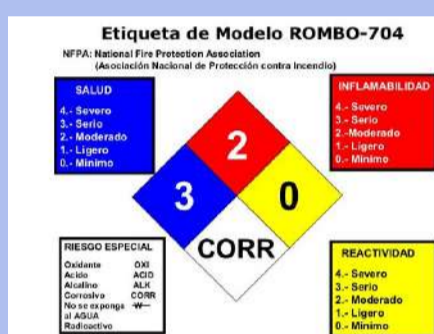 Etiqueta de Modelo ROMBO-704
NFPA: National Fire Protection Association
(Asociación Nacional de Protección contra Incendio)
SALUD
4.- Severo
3.- Serio
2.- Moderado
1.- Ligero
0.- Minimo
INFLAMABILIDAD
4.- Severo
3.- Serio
2.-Moderado
1.- Ligero
0.- Minimo
2
3
0
CORR
RIESGO ESPECIAL
Oxidante OXI
Acido ACID
Alcalino ALK
Corrosivo CORR
No se exponga W
al AGUA
Radioactivo
REACTIVIDAD
4.- Severo
3.- Serio
2.- Moderado
1.- Ligero
0.- Minimo